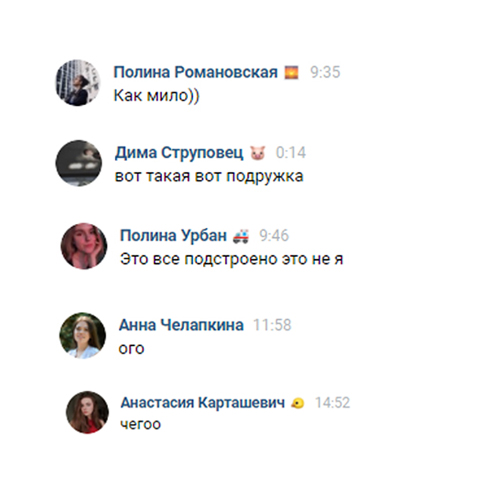 Полина Романовская 🌅 9:35
Как мило))
Дима Струповец 🐷 0:14
вот такая вот подружка
Полина Урбан 🚑 9:46
Это все подстроено это не я
Анна Челапкина 11:58
ого
Анастасия Карташевич 🐤 14:52
чегоо